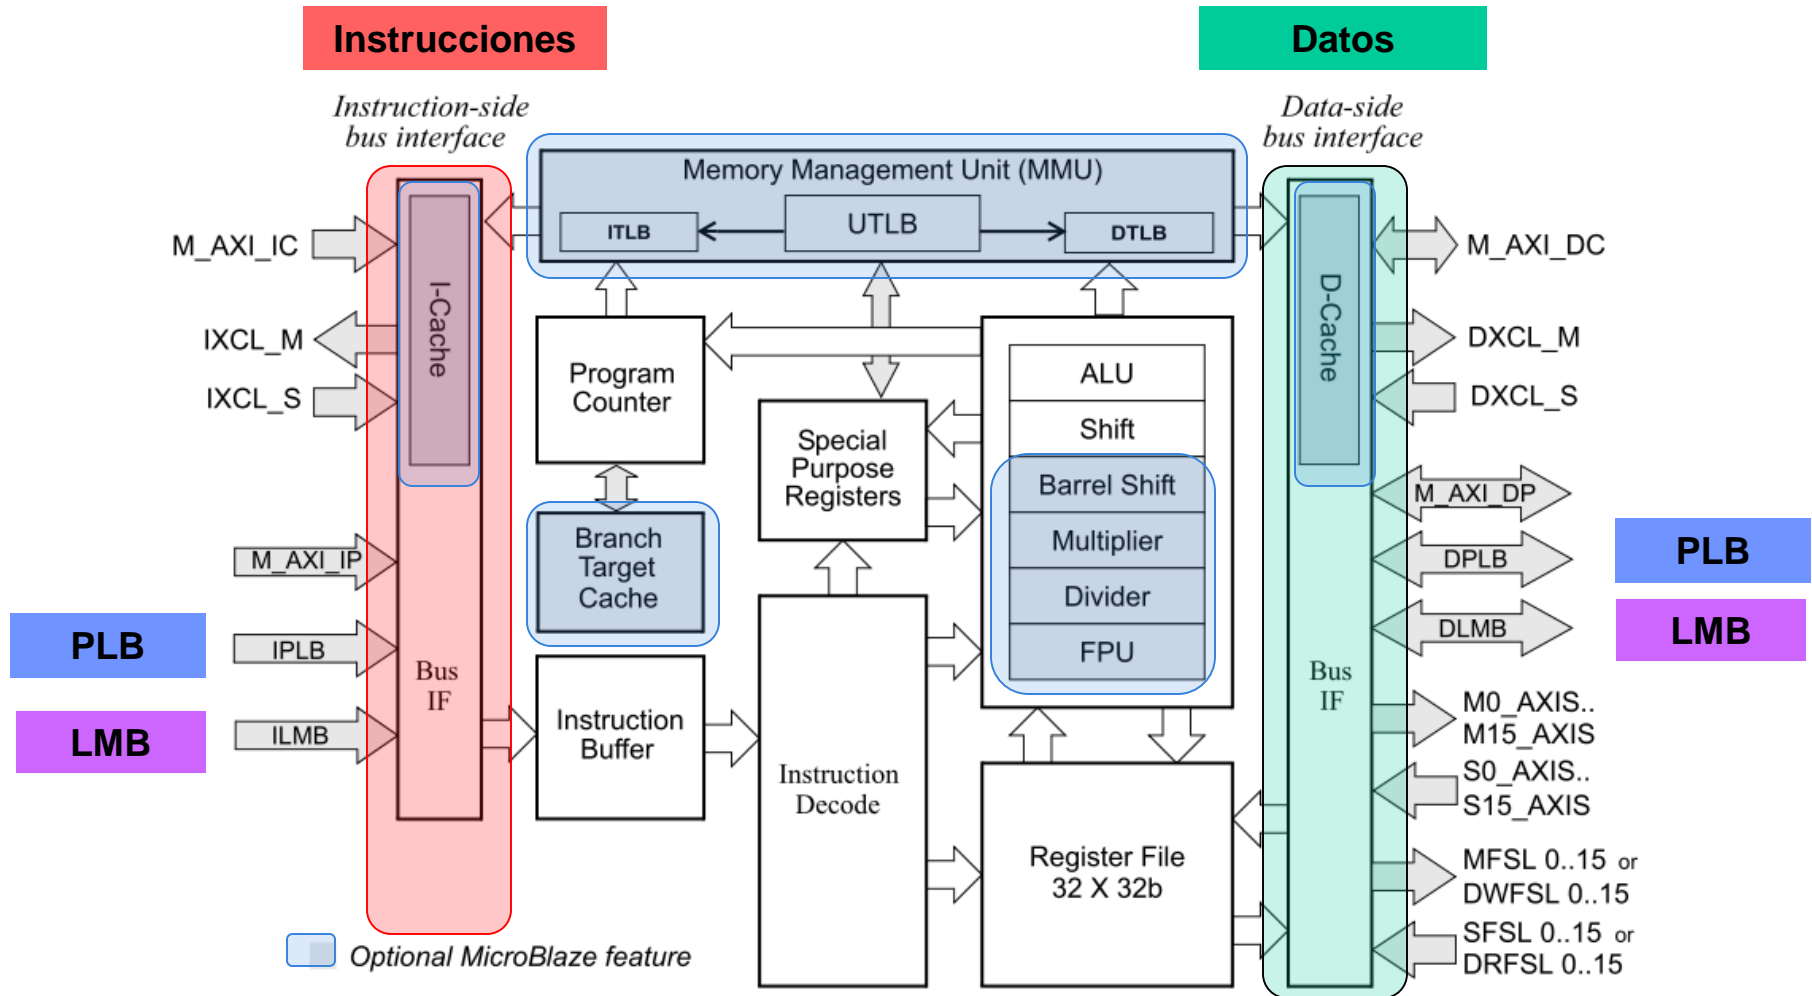 Instrucciones
Datos
Instruction-side
bus interface
Data-side
bus interface
Memory Management Unit (MMU)
ITLB
UTLB
DTLB
M_AXI_IC
IXCL_M
IXCL_S
I-Cache
M_AXI_IP
PLB
IPLB
LMB
ILMB
Bus
IF
Program
Counter
Branch
Target
Cache
Instruction
Buffer
Special
Purpose
Registers
Instruction
Decode
ALU
Shift
Barrel Shift
Multiplier
Divider
FPU
Register File
32 X 32b
D-Cache
Bus
IF
M_AXI_DC
DXCL_M
DXCL_S
M_AXI_DP
DPLB
PLB
DLMB
LMB
M0_AXIS..
M15_AXIS
S0_AXIS..
S15_AXIS
MFSL 0..15 or
DWFSL 0..15
SFSL 0..15 or
DRFSL 0..15
Optional MicroBlaze feature